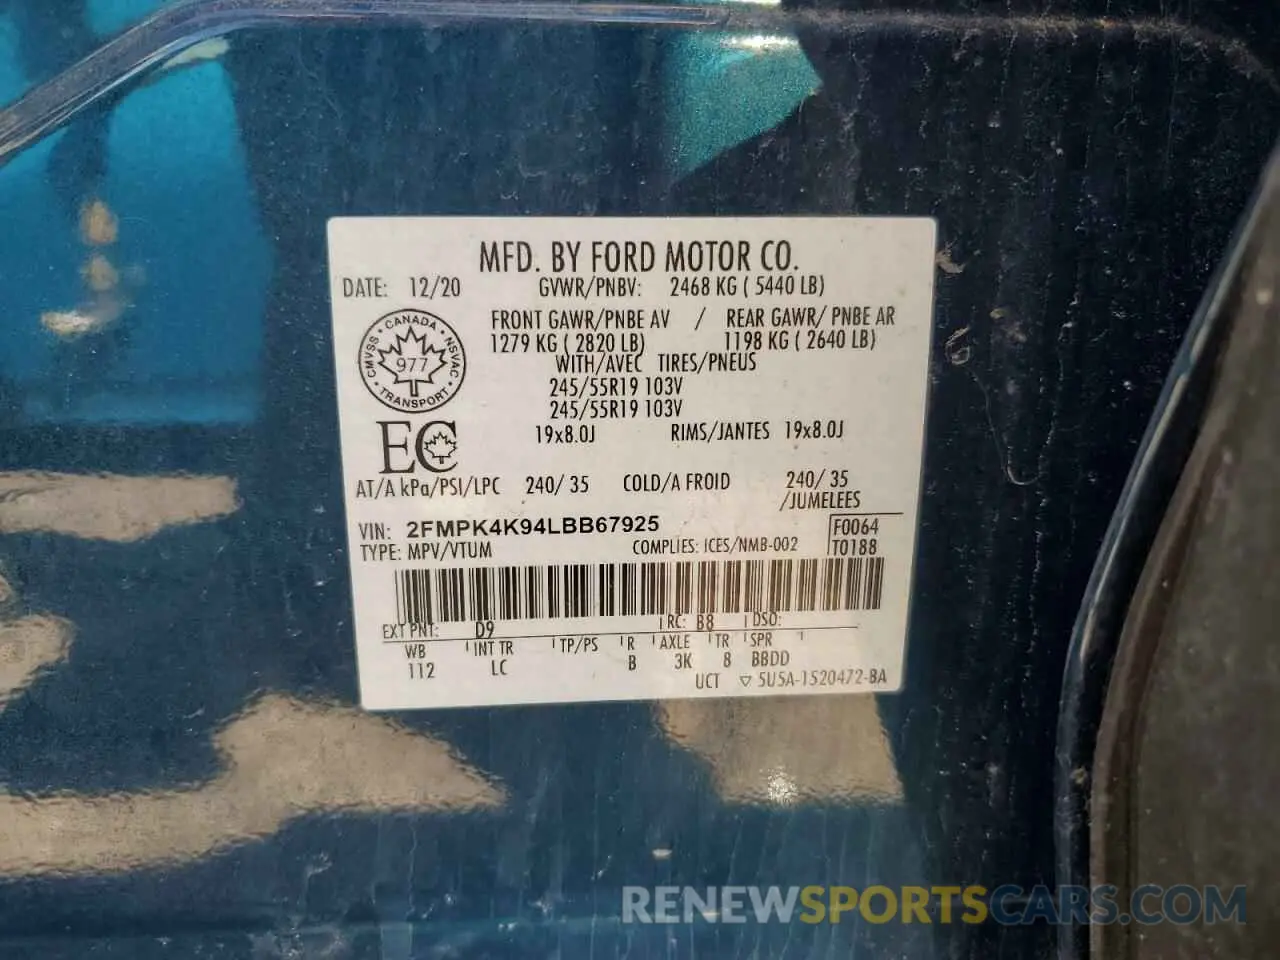 MFD. BY FORD MOTOR CO.
DATE: 12/20 GVWR/PNBV: 2468 KG ( 5440 LB)
FRONT GAWR/PNBE AV / REAR GAWR/ PNBE AR
1279 KG ( 2820 LB) 1198 KG ( 2640 LB)
WITH/AVEC TIRES/PNEUS
245/55R19 103V
245/55R19 103V
19x8.0J RIMS/JANTES 19x8.0J
CANADA
CMVSS • NSVAC
977
TRANSPORT
EC
AT/A kPa/PSI/LPC 240/ 35 COLD/A FROID 240/ 35
/JUMELEES
VIN: 2FMPK4K94LBB67925 F0064
TYPE: MPV/VTUM COMPLIES: ICES/NMB-002 T0188
EXT PNT: D9 RC: B8 DSO:
WB INT TR TP/PS R AXLE TR SPR
112 LC B 3K 8 BBDD
UCT ▽ 5U5A-1520472-BA
RENEWSPORTSCARS.COM